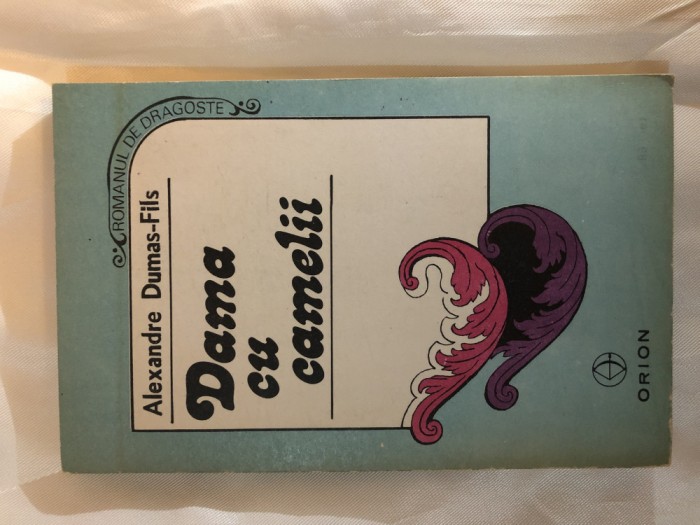 ROMANUL DE DRAGOSTE
Alexandre Dumas-Fils
Dama
cu
camelii
ORION